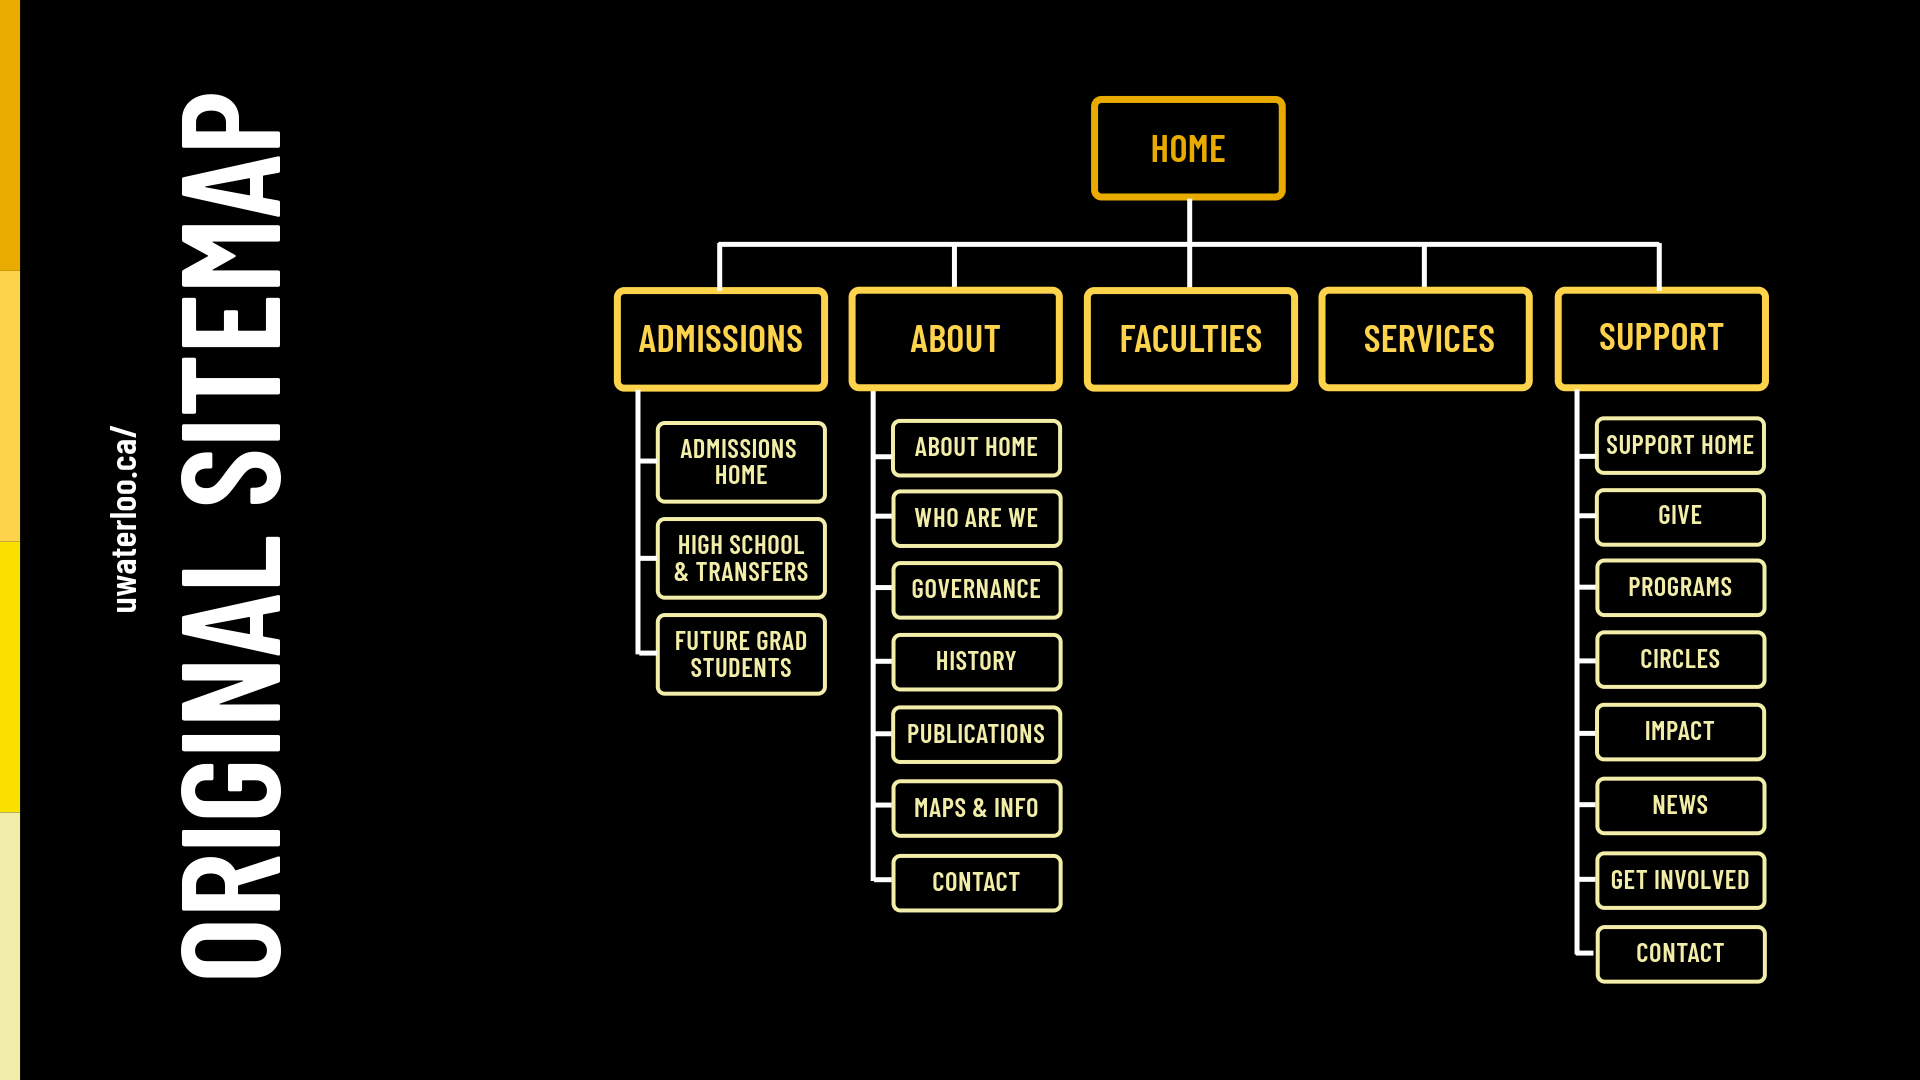 uwaterloo.ca/
ORIGINAL SITEMAP
HOME
ADMISSIONS
ABOUT
FACULTIES
SERVICES
SUPPORT
ADMISSIONS
HOME
HIGH SCHOOL
& TRANSFERS
FUTURE GRAD
STUDENTS
ABOUT HOME
WHO ARE WE
GOVERNANCE
HISTORY
PUBLICATIONS
MAPS & INFO
CONTACT
SUPPORT HOME
GIVE
PROGRAMS
CIRCLES
IMPACT
NEWS
GET INVOLVED
CONTACT